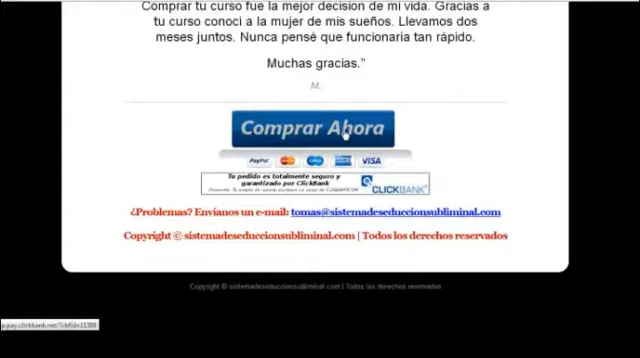 Comprar tu curso fue la mejor decisión de mi vida. Gracias a
tu curso conocí a la mujer de mis sueños. Llevamos dos
meses juntos. Nunca pensé que funcionaría tan rápido.
Muchas gracias."
M.
Comprar Ahora
PayPal VISA
Tu pedido es totalmente seguro y
garantizado por ClickBank
CLICKBANK
¿Problemas? Envíanos un e-mail: tomas@sistemadeseduccionsubliminal.com
Copyright © sistemadeseduccionsubliminal.com | Todos los derechos reservados
Copyright © sistemadeseduccionsubliminal.com | Todos los derechos reservados